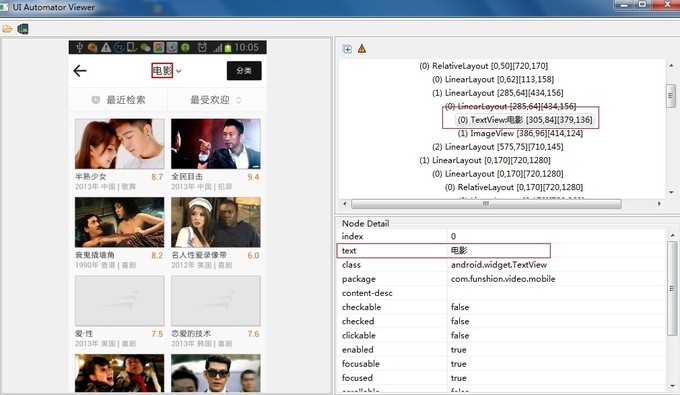 UI Automator Viewer
10:05
电影
分类
最近检索
最受欢迎
半熟少女 8.7
2013年 中国 | 歌舞
全民目击 9.4
2013年 中国 | 犯罪
衰鬼撬墙角 8.2
1990年 香港 | 喜剧
名人性爱录像带 6.0
2012年 美国 | 喜剧
爱·性 7.5
2013年 美国 | 喜剧
恋爱的技术 7.6
2013年 韩国 | 喜剧
(0) RelativeLayout [0,50][720,170]
(0) LinearLayout [0,62][113,158]
(1) LinearLayout [285,64][434,156]
(0) LinearLayout [285,64][434,156]
(0) TextView:电影 [305,84][379,136]
(1) ImageView [386,96][414,124]
(2) LinearLayout [575,75][710,145]
(1) LinearLayout [0,170][720,1280]
(0) LinearLayout [0,170][720,1280]
(0) RelativeLayout [0,170][720,1280]
Node Detail
index 0
text 电影
class android.widget.TextView
package com.funshion.video.mobile
content-desc
checkable false
checked false
clickable false
enabled true
focusable true
focused true